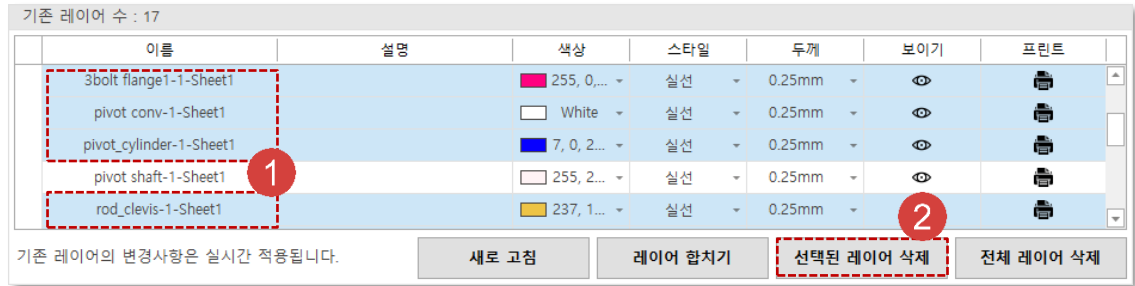 기존 레이어 수 : 17
이름 설명 색상 스타일 두께 보이기 프린트
3bolt flange1-1-Sheet1 255, 0,... 실선 0.25mm
pivot conv-1-Sheet1 White 실선 0.25mm
pivot_cylinder-1-Sheet1 7, 0, 2... 실선 0.25mm
pivot shaft-1-Sheet1 255, 2... 실선 0.25mm
1
rod_clevis-1-Sheet1 237, 1... 실선 0.25mm
2
기존 레이어의 변경사항은 실시간 적용됩니다. 새로 고침 레이어 합치기 선택된 레이어 삭제 전체 레이어 삭제